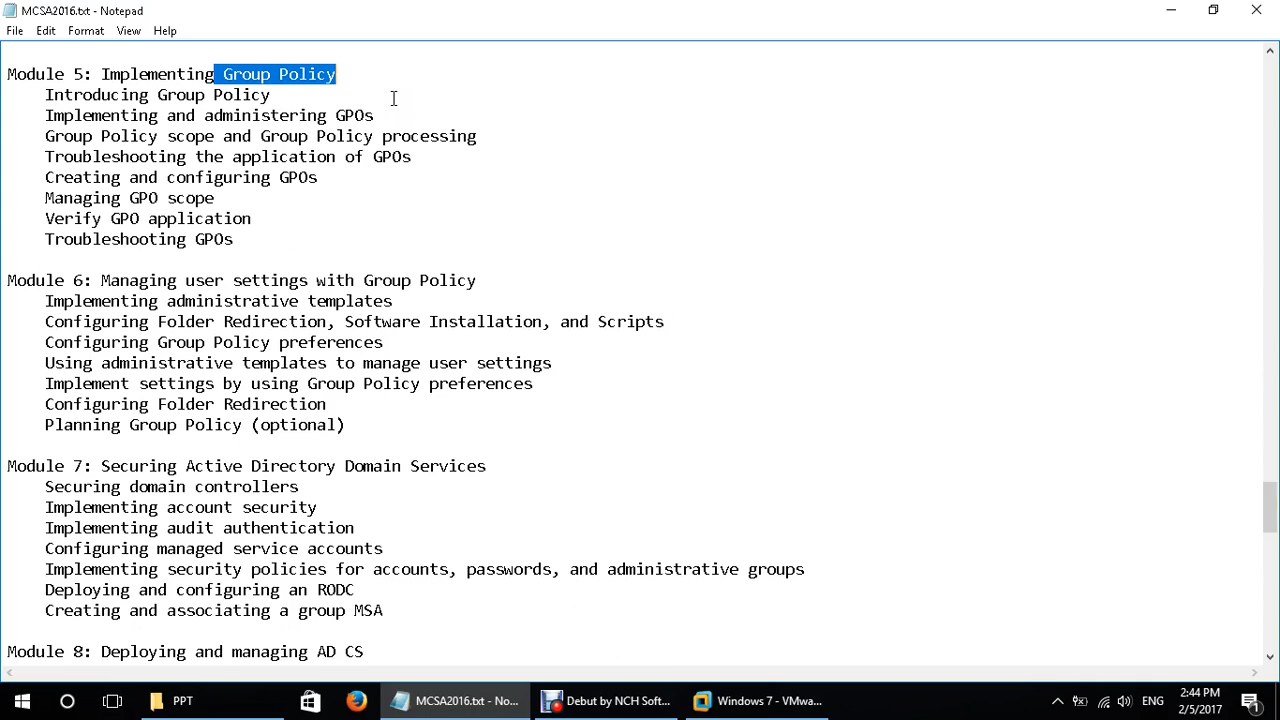 MCSA2016.txt - Notepad
File Edit Format View Help
Module 5: Implementing Group Policy
Introducing Group Policy
Implementing and administering GPOs
Group Policy scope and Group Policy processing
Troubleshooting the application of GPOs
Creating and configuring GPOs
Managing GPO scope
Verify GPO application
Troubleshooting GPOs
Module 6: Managing user settings with Group Policy
Implementing administrative templates
Configuring Folder Redirection, Software Installation, and Scripts
Configuring Group Policy preferences
Using administrative templates to manage user settings
Implement settings by using Group Policy preferences
Configuring Folder Redirection
Planning Group Policy (optional)
Module 7: Securing Active Directory Domain Services
Securing domain controllers
Implementing account security
Implementing audit authentication
Configuring managed service accounts
Implementing security policies for accounts, passwords, and administrative groups
Deploying and configuring an RODC
Creating and associating a group MSA
Module 8: Deploying and managing AD CS
PPT MCSA2016.txt - No... Debut by NCH Soft... Windows 7 - VMwa... ENG 2:44 PM
2/5/2017 1